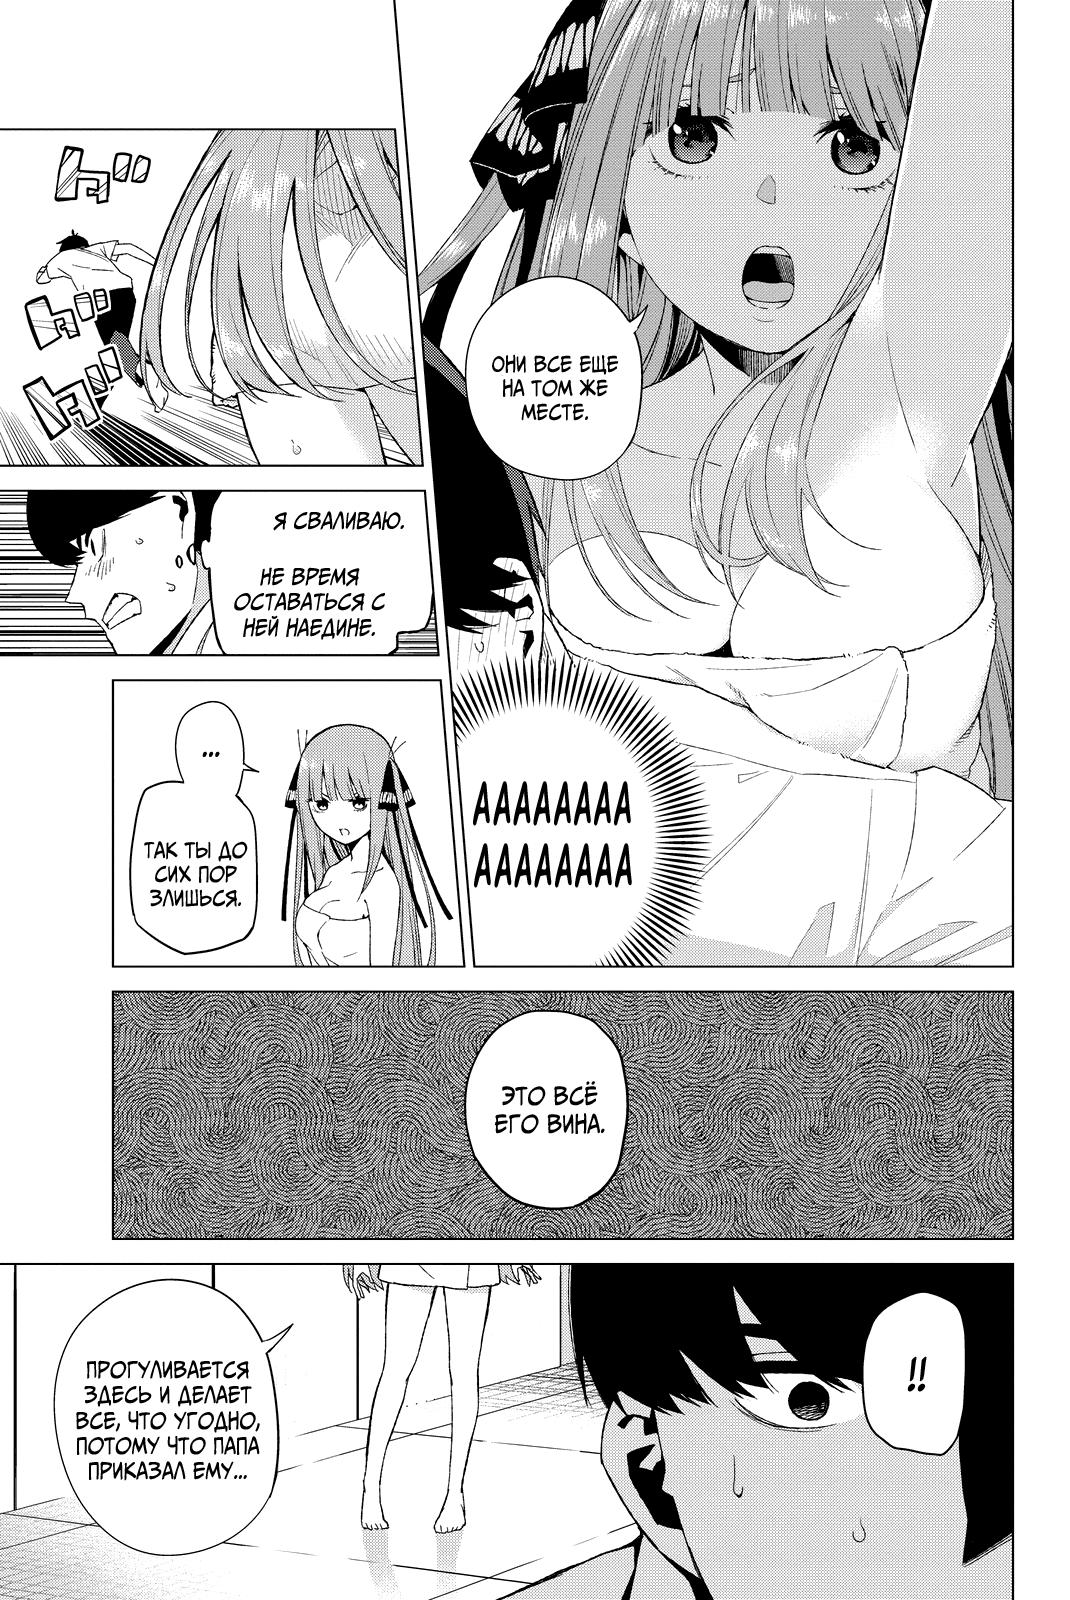 ОНИ ВСЕ ЕЩЕ
НА ТОМ ЖЕ
МЕСТЕ.
АААААААА
АААААААА
Я СВАЛИВАЮ.
НЕ ВРЕМЯ
ОСТАВАТЬСЯ С
НЕЙ НАЕДИНЕ.
...
ТАК ТЫ ДО
СИХ ПОР
ЗЛИШЬСЯ.
ЭТО ВСЁ
ЕГО ВИНА.
!!
ПРОГУЛИВАЕТСЯ
ЗДЕСЬ И ДЕЛАЕТ
ВСЕ, ЧТО УГОДНО,
ПОТОМУ ЧТО ПАПА
ПРИКАЗАЛ ЕМУ...